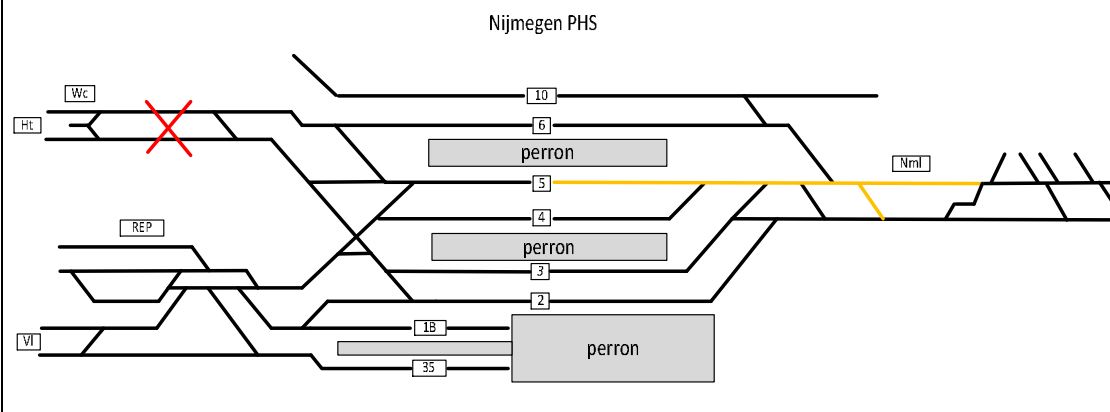 Nijmegen PHS
Wc
10
Ht
6
perron
Nml
5
4
REP
perron
3
2
1B
Vl
perron
35